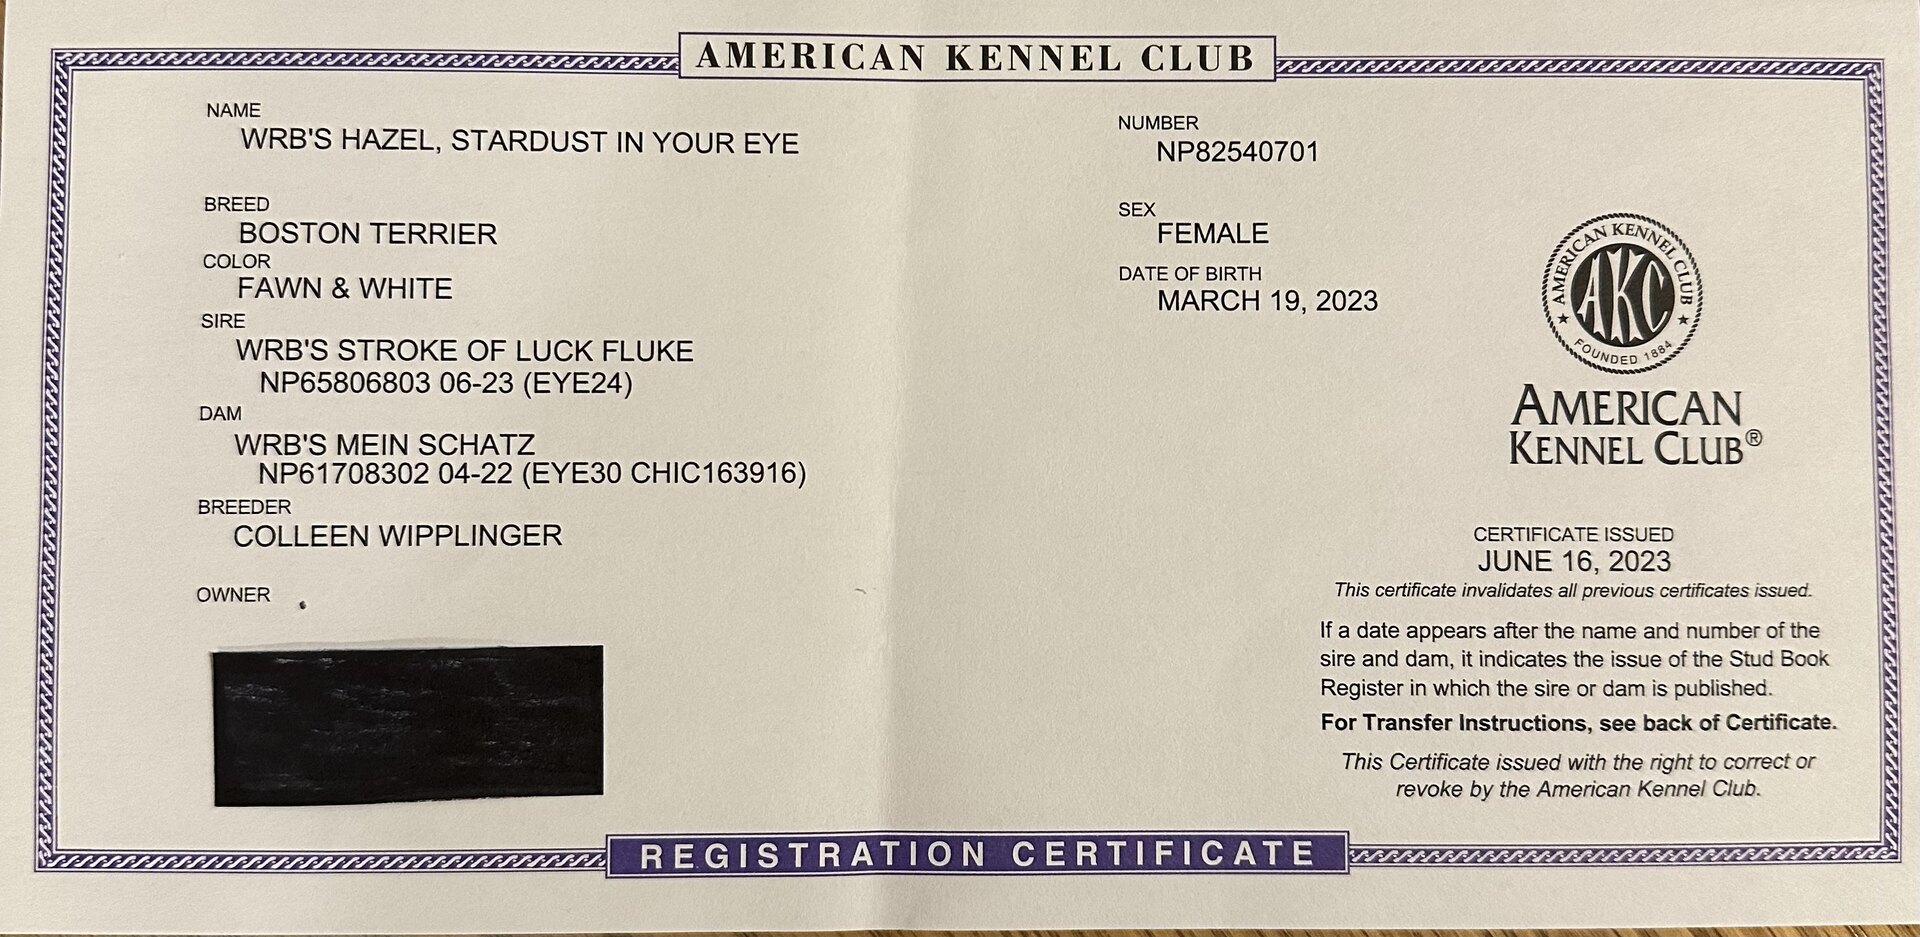 AMERICAN KENNEL CLUB
NAME
WRB'S HAZEL, STARDUST IN YOUR EYE
BREED
BOSTON TERRIER
COLOR
FAWN & WHITE
SIRE
WRB'S STROKE OF LUCK FLUKE
NP65806803 06-23 (EYE24)
DAM
WRB'S MEIN SCHATZ
NP61708302 04-22 (EYE30 CHIC163916)
BREEDER
COLLEEN WIPPLINGER
OWNER
NUMBER
NP82540701
SEX
FEMALE
DATE OF BIRTH
MARCH 19, 2023
AMERICAN KENNEL CLUB
AKC
FOUNDED 1884
AMERICAN
KENNEL CLUB®
CERTIFICATE ISSUED
JUNE 16, 2023
This certificate invalidates all previous certificates issued.
If a date appears after the name and number of the
sire and dam, it indicates the issue of the Stud Book
Register in which the sire or dam is published.
For Transfer Instructions, see back of Certificate.
This Certificate issued with the right to correct or
revoke by the American Kennel Club.
REGISTRATION CERTIFICATE